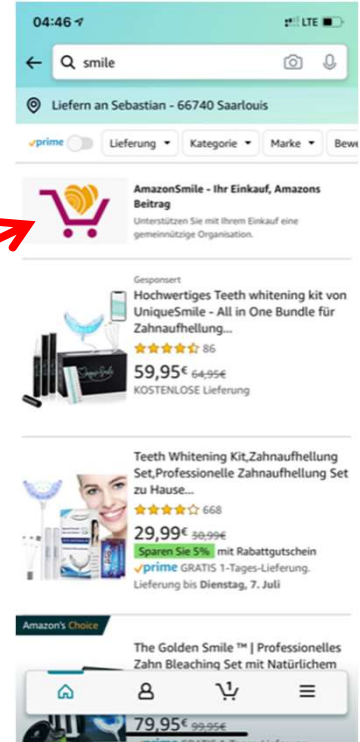 04:46
LTE
smile
Liefern an Sebastian - 66740 Saarlouis
prime
Lieferung
Kategorie
Marke
Bewe
AmazonSmile - Ihr Einkauf, Amazons
Beitrag
Unterstützen Sie mit Ihrem Einkauf eine
gemeinnützige Organisation.
Gesponsert
Hochwertiges Teeth whitening kit von
UniqueSmile - All in One Bundle für
Zahnaufhellung...
86
59,95€ 64,95€
KOSTENLOSE Lieferung
Teeth Whitening Kit,Zahnaufhellung
Set,Professionelle Zahnaufhellung Set
zu Hause...
668
29,99€ 30,99€
Sparen Sie 5% mit Rabattgutschein
prime GRATIS 1-Tages-Lieferung.
Lieferung bis Dienstag, 7. Juli
Amazon's Choice
The Golden Smile ™ | Professionelles
Zahn Bleaching Set mit Natürlichem
1
79,95€ 99,95€